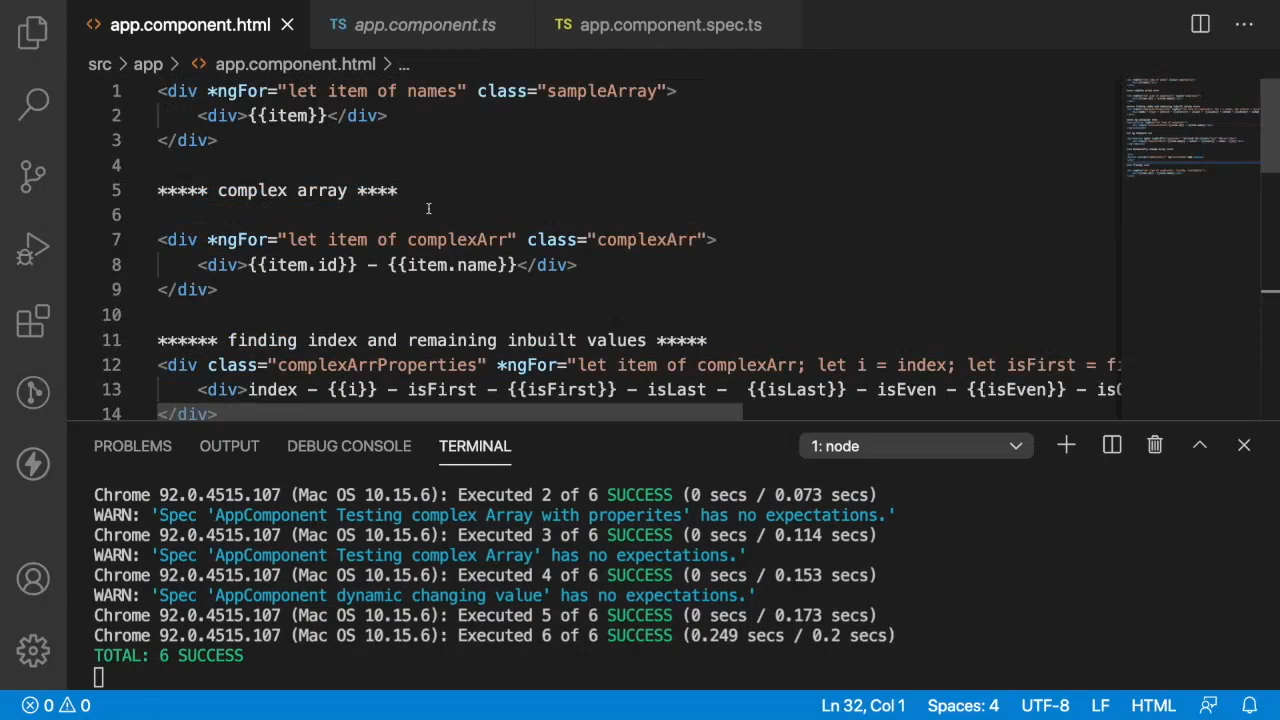 <> app.component.html ×
TS app.component.ts
TS app.component.spec.ts
src > app > <> app.component.html > ...
1 <div *ngFor="let item of names" class="sampleArray">
2 <div>{{item}}</div>
3 </div>
4
5 ***** complex array ****
6
7 <div *ngFor="let item of complexArr" class="complexArr">
8 <div>{{item.id}} - {{item.name}}</div>
9 </div>
10
11 ****** finding index and remaining inbuilt values *****
12 <div class="complexArrProperties" *ngFor="let item of complexArr; let i = index; let isFirst = fi
13 <div>index - {{i}} - isFirst - {{isFirst}} - isLast - {{isLast}} - isEven - {{isEven}} - isO
14 </div>
PROBLEMS OUTPUT DEBUG CONSOLE TERMINAL 1: node
Chrome 92.0.4515.107 (Mac OS 10.15.6): Executed 2 of 6 SUCCESS (0 secs / 0.073 secs)
WARN: 'Spec 'AppComponent Testing complex Array with properites' has no expectations.'
Chrome 92.0.4515.107 (Mac OS 10.15.6): Executed 3 of 6 SUCCESS (0 secs / 0.114 secs)
WARN: 'Spec 'AppComponent Testing complex Array' has no expectations.'
Chrome 92.0.4515.107 (Mac OS 10.15.6): Executed 4 of 6 SUCCESS (0 secs / 0.153 secs)
WARN: 'Spec 'AppComponent dynamic changing value' has no expectations.'
Chrome 92.0.4515.107 (Mac OS 10.15.6): Executed 5 of 6 SUCCESS (0 secs / 0.173 secs)
Chrome 92.0.4515.107 (Mac OS 10.15.6): Executed 6 of 6 SUCCESS (0.249 secs / 0.2 secs)
TOTAL: 6 SUCCESS
0 0 Ln 32, Col 1 Spaces: 4 UTF-8 LF HTML